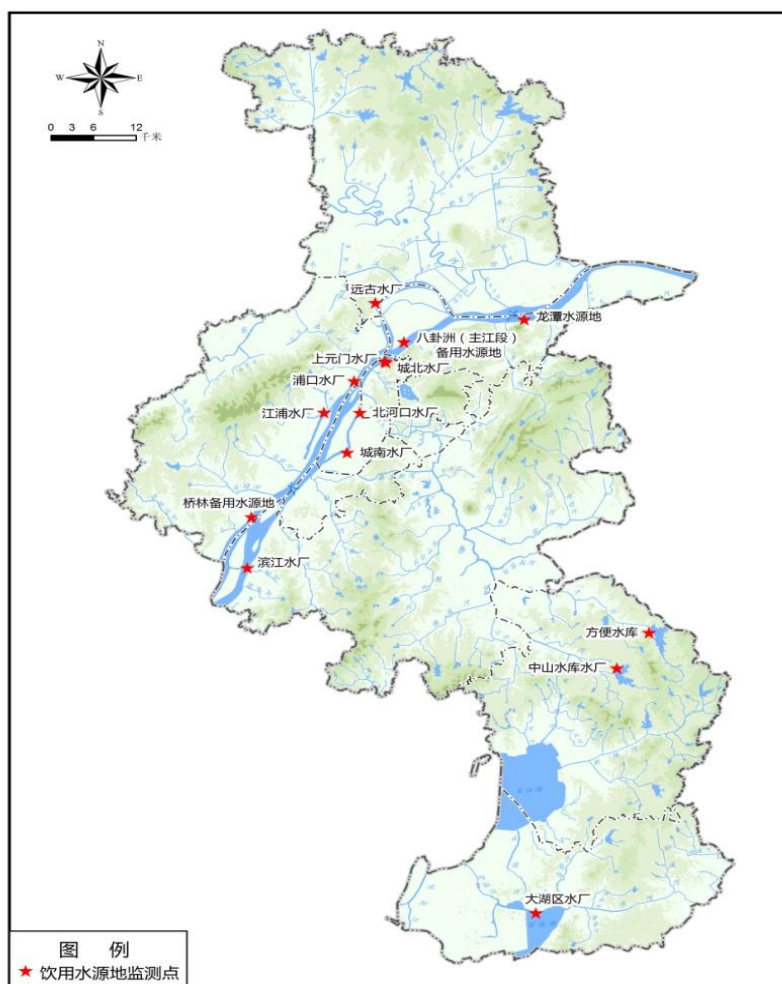 N
W
E
S
0 3 6 12
千米
远古水厂
龙潭水源地
八卦洲（主江段）
备用水源地
上元门水厂
城北水厂
浦口水厂
江浦水厂
北河口水厂
城南水厂
桥林备用水源地
滨江水厂
方便水库
中山水库水厂
大湖区水厂
图 例
饮用水源地监测点